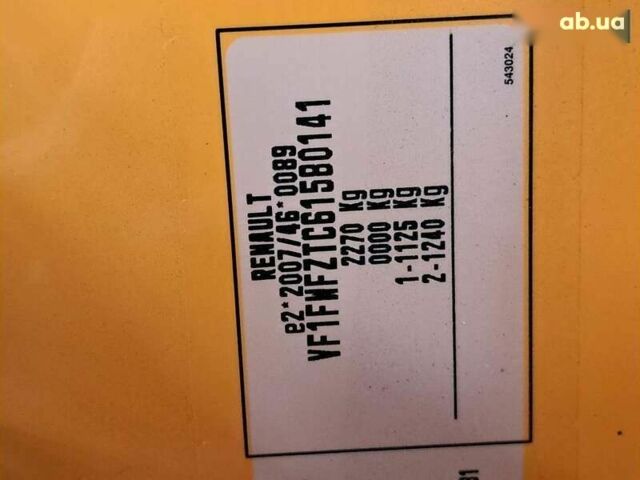 ab.ua
RENAULT
e2*2007/46*0089
VF1FWFZTC61580141
2270 Kg
0000 Kg
1-1125 Kg
2-1240 Kg
543024